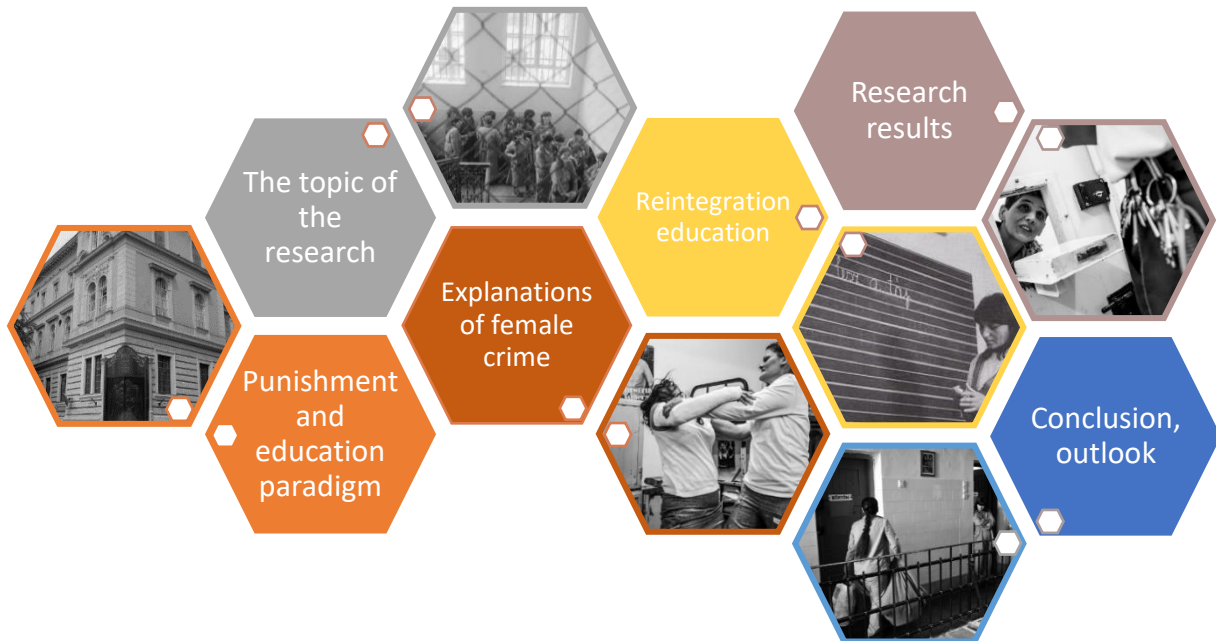 The topic of
the
research
Punishment
and
education
paradigm
Explanations
of female
crime
Reintegration
education
Research
results
Conclusion,
outlook